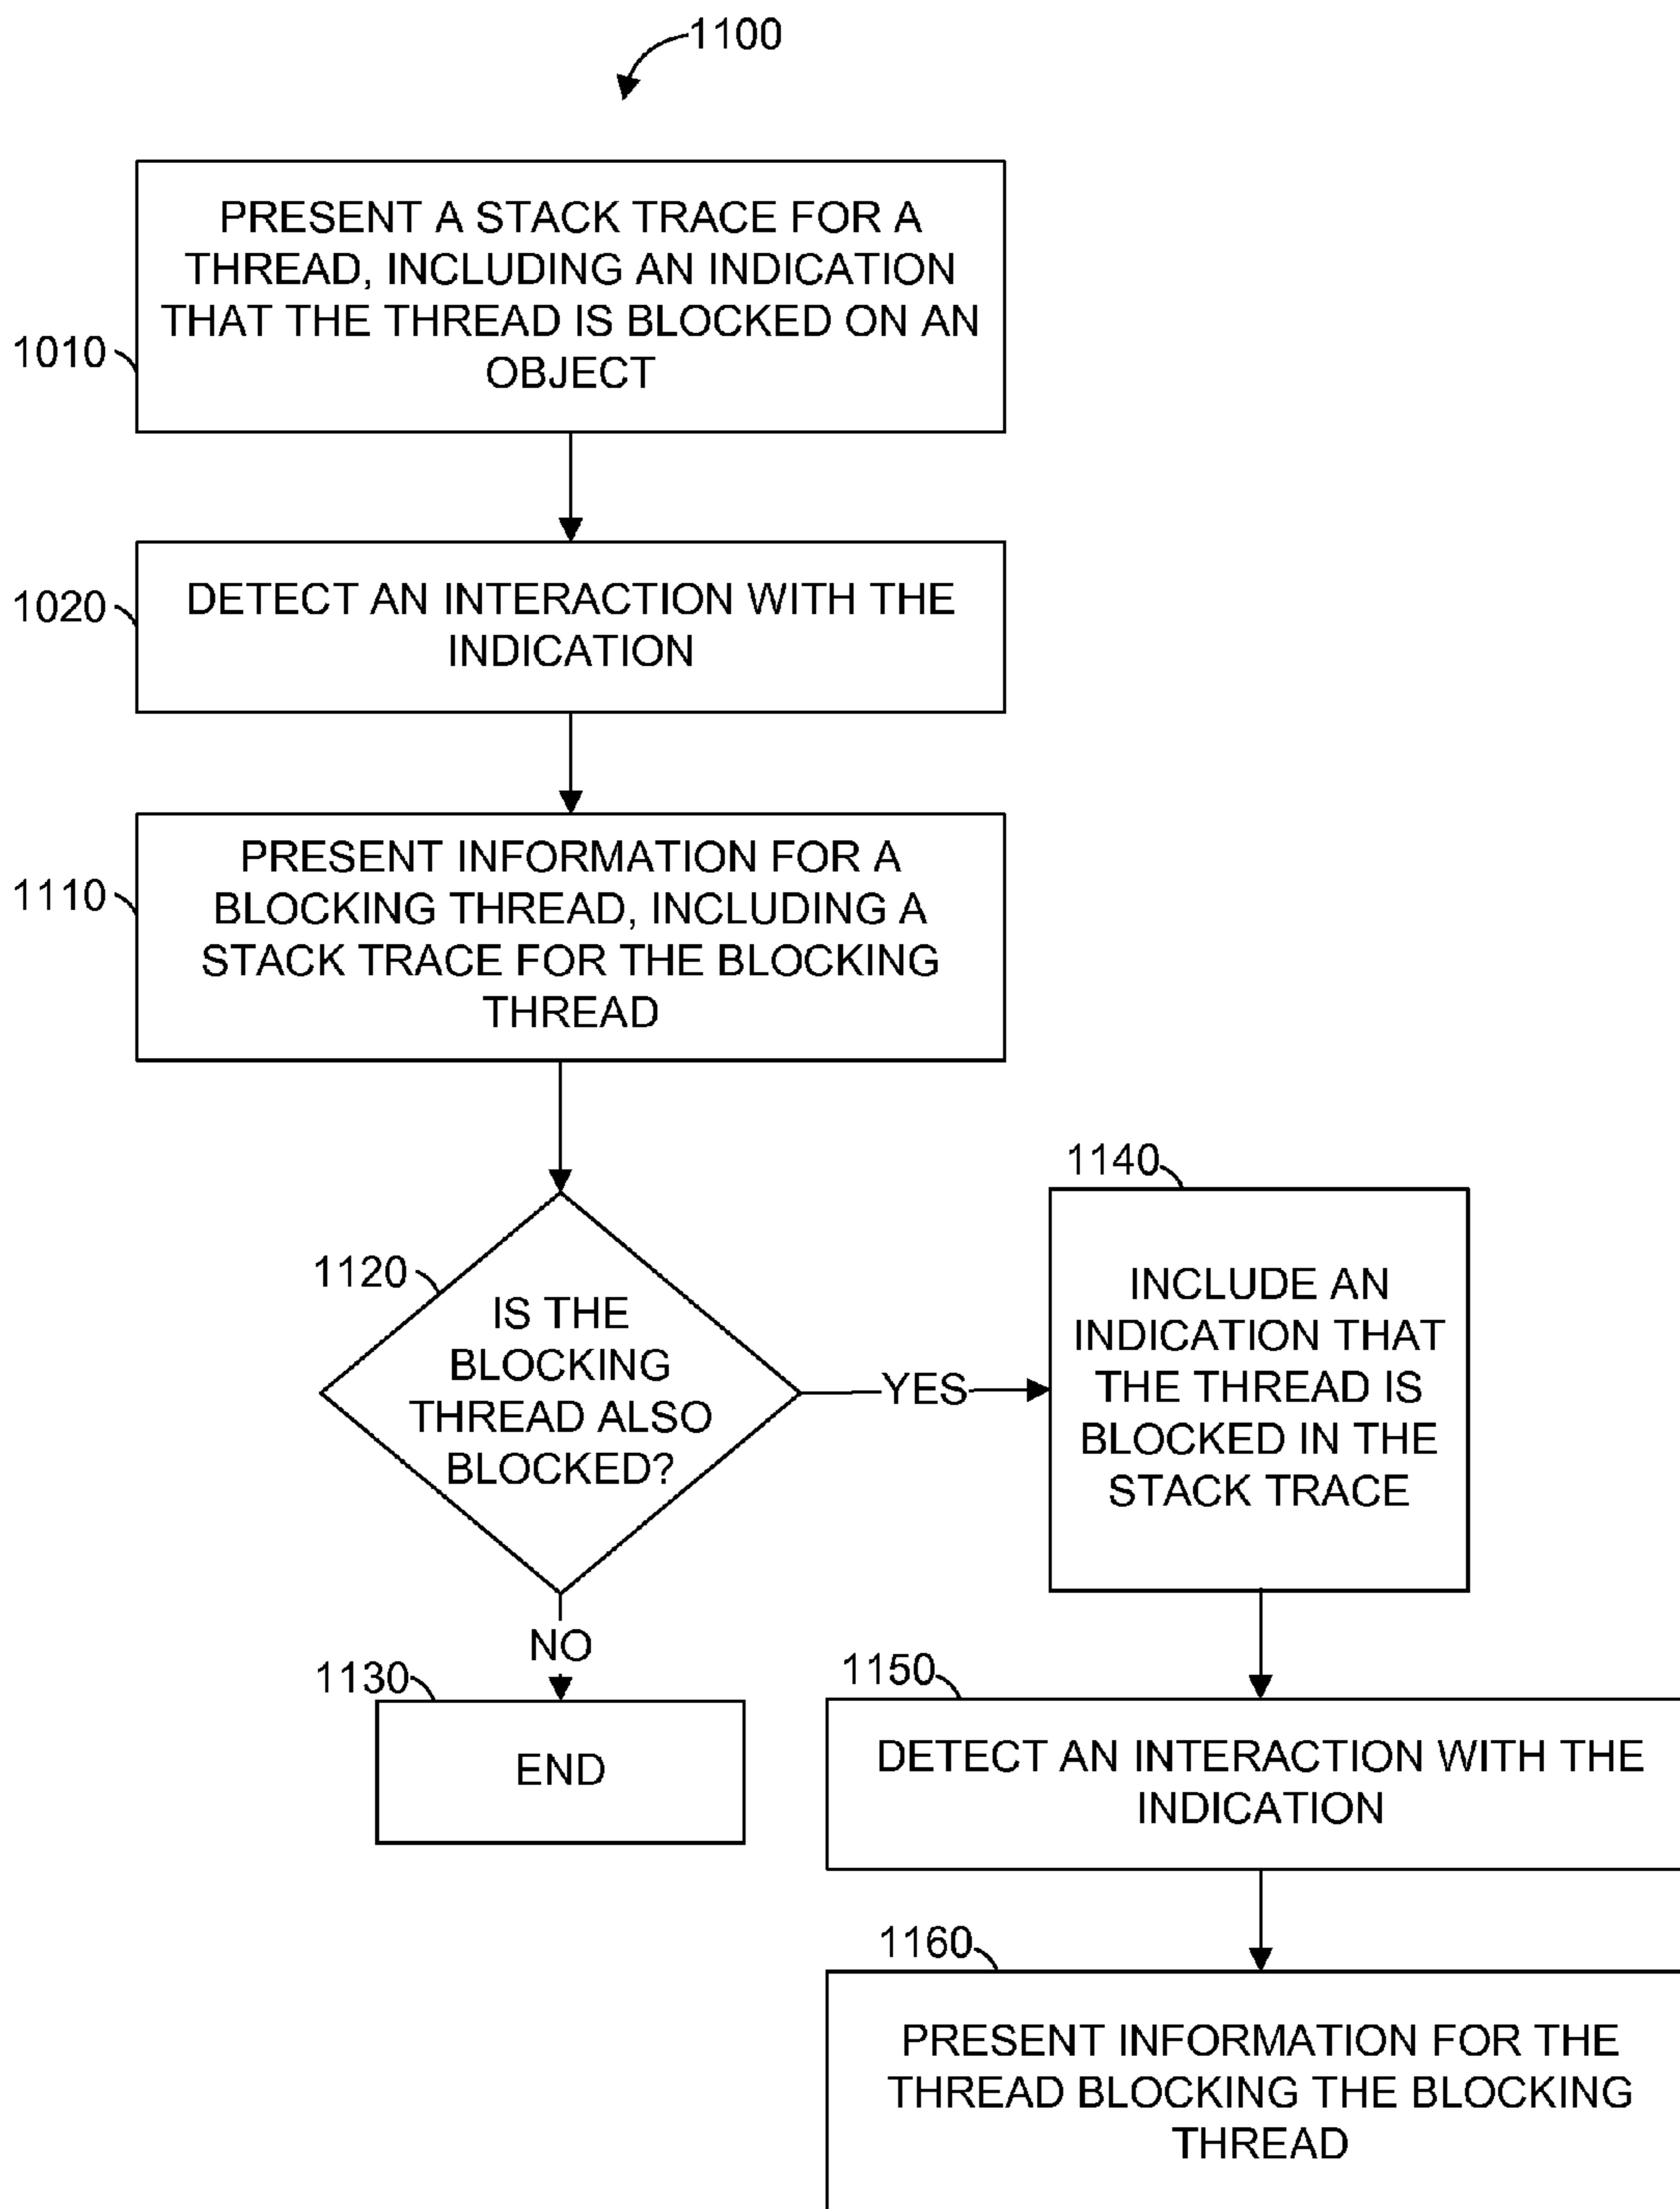 1100
PRESENT A STACK TRACE FOR A
THREAD, INCLUDING AN INDICATION
THAT THE THREAD IS BLOCKED ON AN
OBJECT
1010
DETECT AN INTERACTION WITH THE
INDICATION
1020
PRESENT INFORMATION FOR A
BLOCKING THREAD, INCLUDING A
STACK TRACE FOR THE BLOCKING
THREAD
1110
1120
IS THE
BLOCKING
THREAD ALSO
BLOCKED?
YES
1140
INCLUDE AN
INDICATION THAT
THE THREAD IS
BLOCKED IN THE
STACK TRACE
NO
1130
END
1150
DETECT AN INTERACTION WITH THE
INDICATION
1160
PRESENT INFORMATION FOR THE
THREAD BLOCKING THE BLOCKING
THREAD